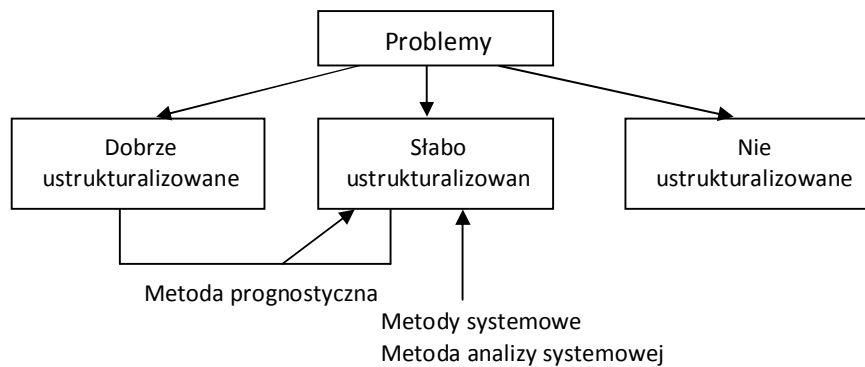 Problemy
Dobrze
ustrukturalizowane
Słabo
ustrukturalizowan
Nie
ustrukturalizowane
Metoda prognostyczna
Metody systemowe
Metoda analizy systemowej